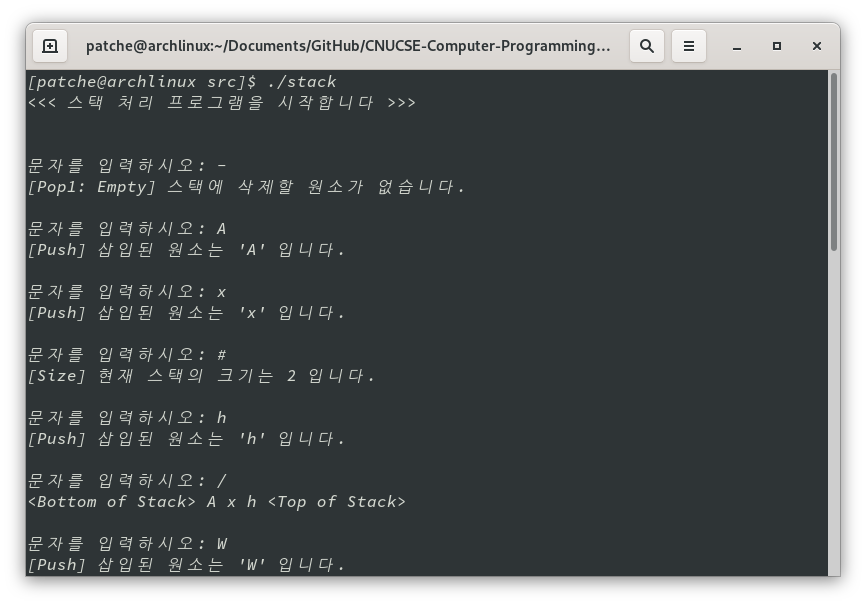 patche@archlinux:~/Documents/GitHub/CNUCSE-Computer-Programming...
[patche@archlinux src]$ ./stack
<<< 스택 처리 프로그램을 시작합니다 >>>
문자를 입력하시오: -
[Pop1: Empty] 스택에 삭제할 원소가 없습니다.
문자를 입력하시오: A
[Push] 삽입된 원소는 'A' 입니다.
문자를 입력하시오: x
[Push] 삽입된 원소는 'x' 입니다.
문자를 입력하시오: #
[Size] 현재 스택의 크기는 2 입니다.
문자를 입력하시오: h
[Push] 삽입된 원소는 'h' 입니다.
문자를 입력하시오: /
<Bottom of Stack> A x h <Top of Stack>
문자를 입력하시오: W
[Push] 삽입된 원소는 'W' 입니다.